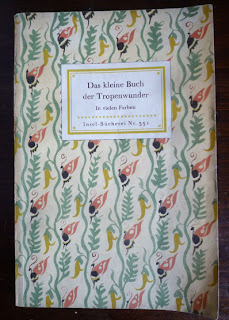 Das kleine Buch
der Tropenwunder
In vielen Farben
Insel-Bücherei Nr. 351